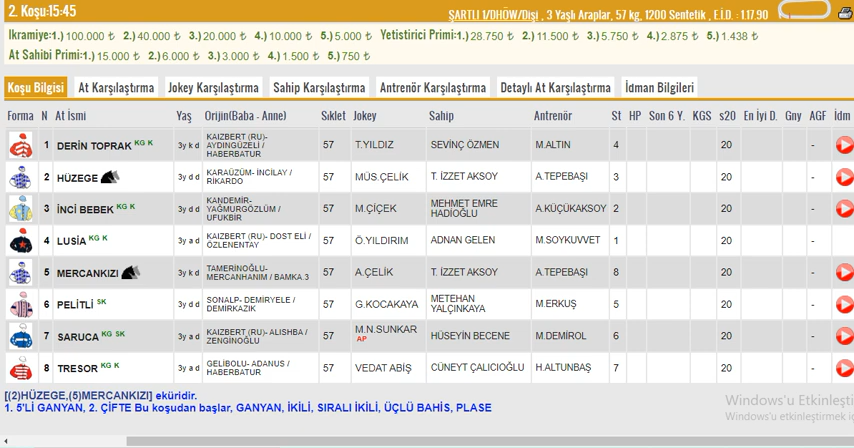 2. Koşu:15:45
ŞARTLI 1/DHÖW/Dişi , 3 Yaşlı Araplar, 57 kg, 1200 Sentetik , E.İ.D. : 1.17.90
Ikramiye:1.) 100.000 ₺ 2.) 40.000 ₺ 3.) 20.000 ₺ 4.) 10.000 ₺ 5.) 5.000 ₺ Yetistirici Primi:1.) 28.750 ₺ 2.) 11.500 ₺ 3.) 5.750 ₺ 4.) 2.875 ₺ 5.) 1.438 ₺
At Sahibi Primi:1.) 15.000 ₺ 2.) 6.000 ₺ 3.) 3.000 ₺ 4.) 1.500 ₺ 5.) 750 ₺
Koşu Bilgisi At Karşılaştırma Jokey Karşılaştırma Sahip Karşılaştırma Antrenör Karşılaştırma Detaylı At Karşılaştırma İdman Bilgileri
Forma N At İsmi Yaş Orijin(Baba - Anne) Sıklet Jokey Sahip Antrenör St HP Son 6 Y. KGS s20 En İyi D. Gny AGF İdm
1 DERİN TOPRAK KG K 3y k d KAIZBERT (RU)- AYDINGÜZELİ / HABERBATUR 57 T.YILDIZ SEVİNÇ ÖZMEN M.ALTIN 4 20 -
2 HÜZEGE 3y d d KARAÜZÜM- İNCİLAY / RİKARDO 57 MÜS.ÇELİK T. İZZET AKSOY A.TEPEBAŞI 3 20 -
3 İNCİ BEBEK KG K 3y d d KANDEMİR- YAĞMURGÖZLÜM / UFUKBİR 57 M.ÇİÇEK MEHMET EMRE HADİOĞLU A.KÜÇÜKAKSOY 2 20 -
4 LUSİA KG K 3y a d KAIZBERT (RU)- DOST ELİ / ÖZLENENTAY 57 Ö.YILDIRIM ADNAN GELEN M.SOYKUVVET 1 20 -
5 MERCANKIZI 3y k d TAMERİNOĞLU- MERCANHANIM / BAMKA.3 57 A.ÇELİK T. İZZET AKSOY A.TEPEBAŞI 8 20 -
6 PELİTLİ SK 3y d d SONALP- DEMİRYELE / DEMİRKAZIK 57 G.KOCAKAYA METEHAN YALÇINKAYA M.ERKUŞ 5 20 -
7 SARUCA KG SK 3y a d KAIZBERT (RU)- ALISHBA / ZENGİNOĞLU 57 M.N.SUNKAR AP HÜSEYİN BECENE M.DEMİROL 6 20 -
8 TRESOR KG K 3y a d GELİBOLU- ADANUS / HABERBATUR 57 VEDAT ABİŞ CÜNEYT ÇALICIOĞLU H.ALTUNBAŞ 7 20 -
[(2)HÜZEGE,(5)MERCANKIZI] eküridir.
1. 5'Lİ GANYAN, 2. ÇİFTE Bu koşudan başlar, GANYAN, İKİLİ, SIRALI İKİLİ, ÜÇLÜ BAHİS, PLASE
Windows'u Etkinleşti
Windows'u etkinleştirmek iç